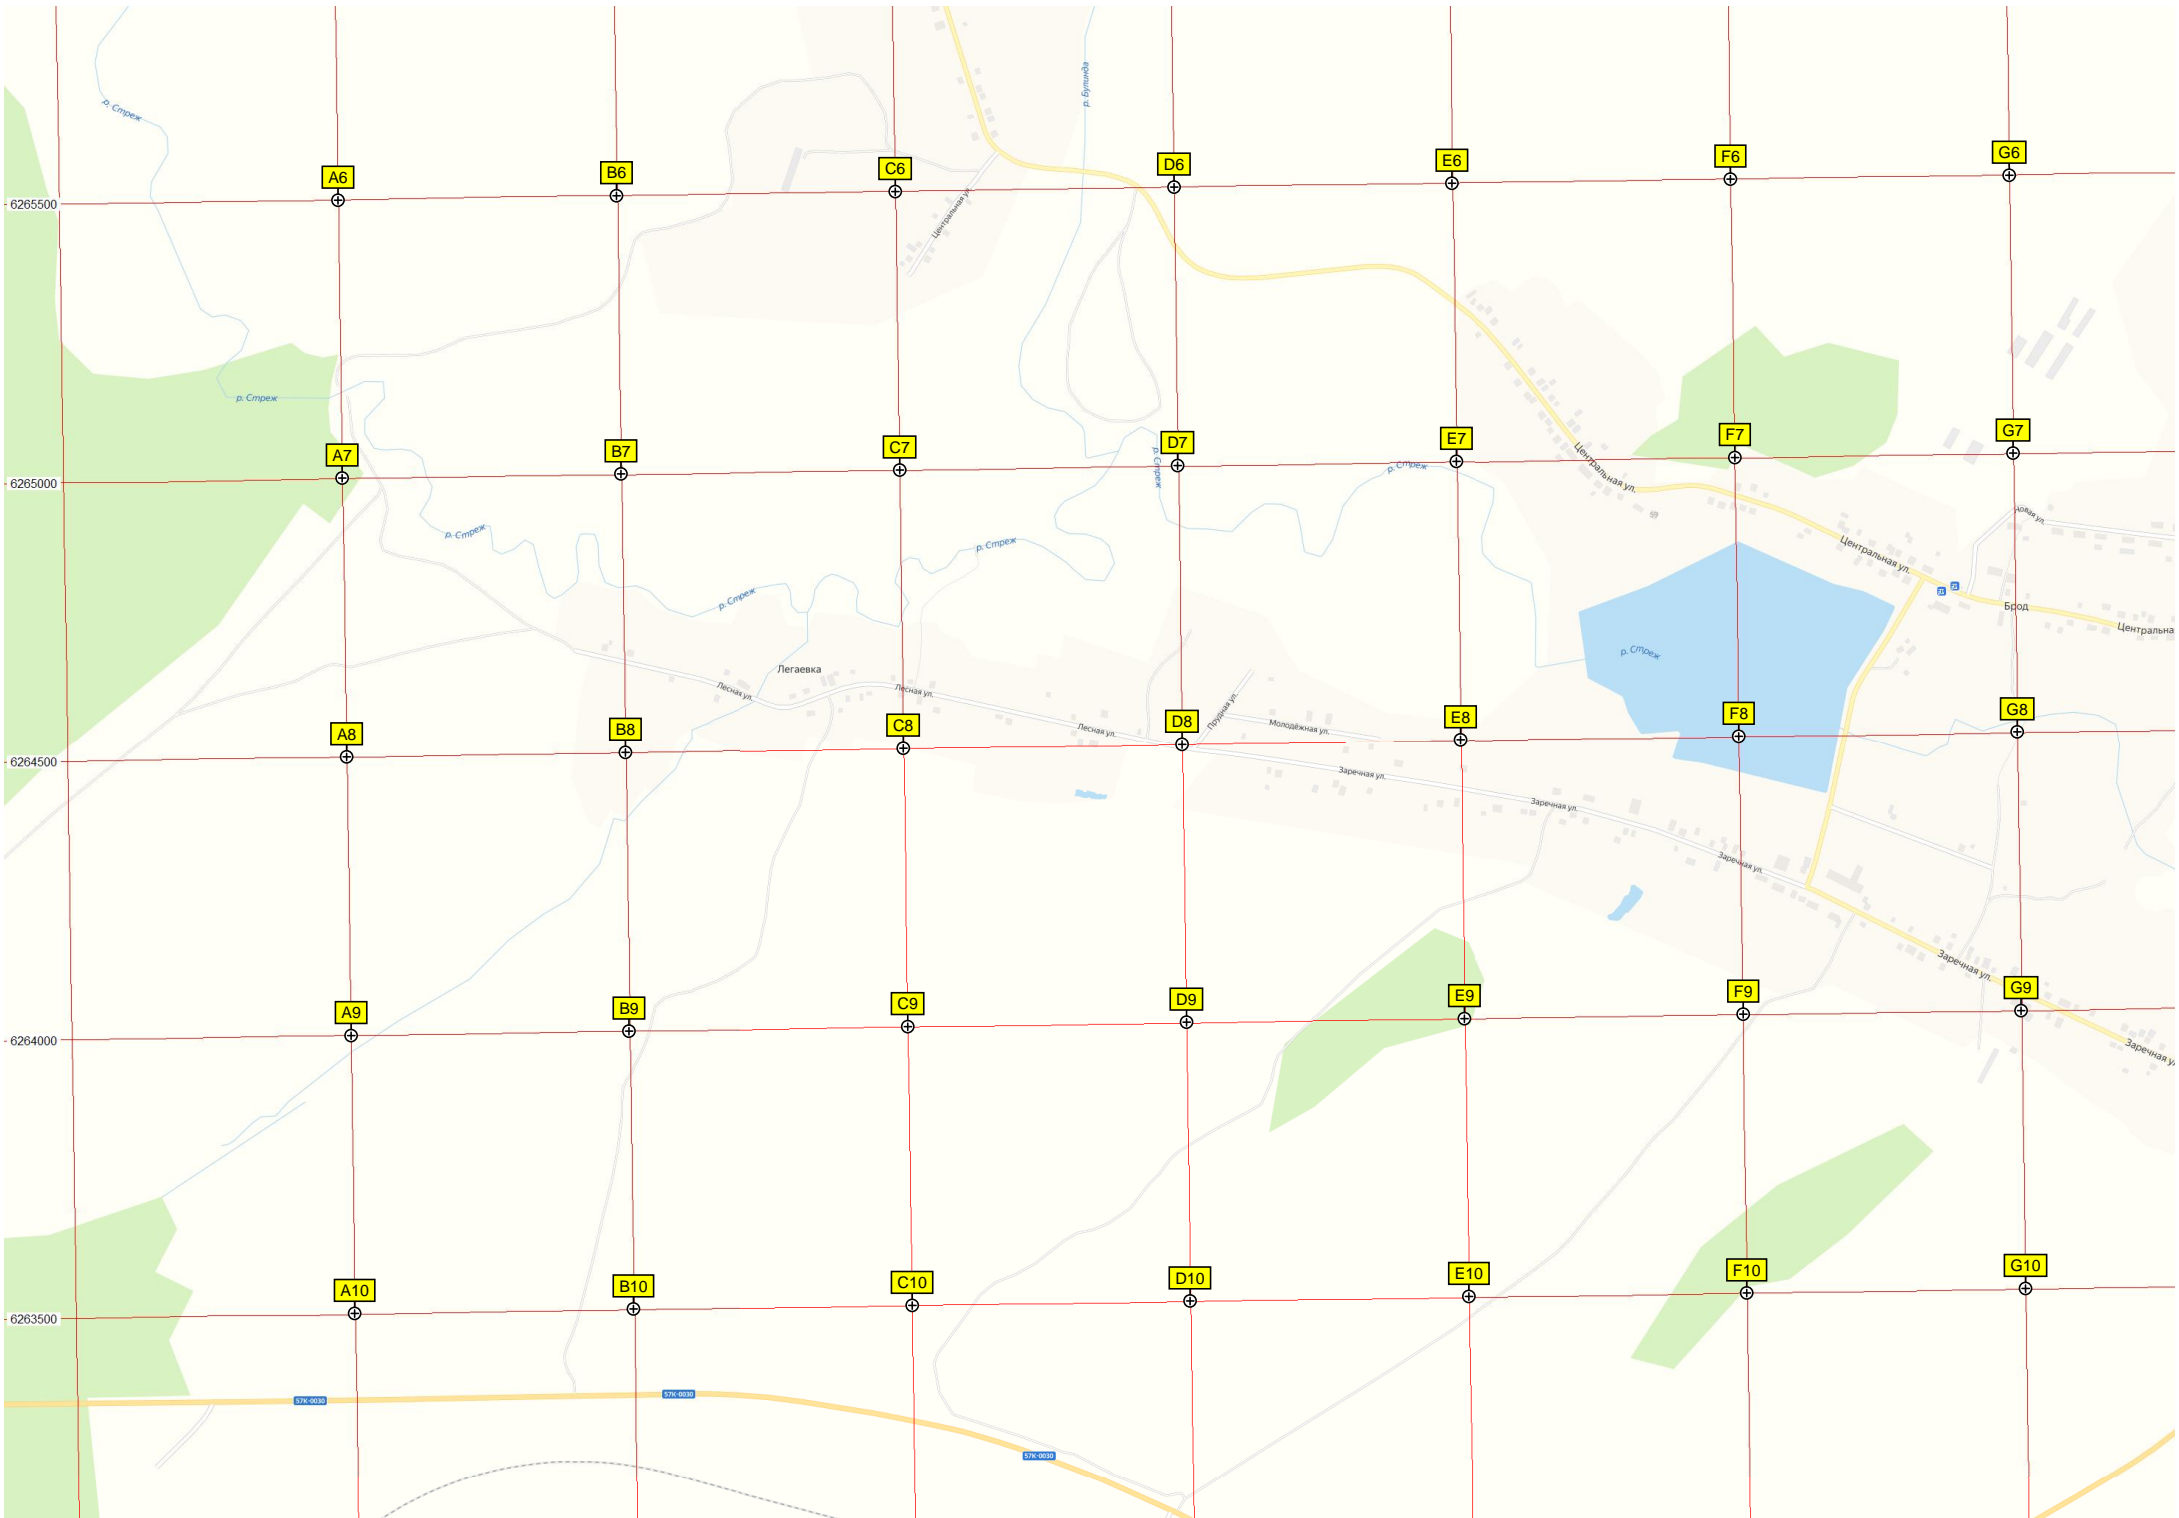 р. Стреж
р. Булинда
A6
B6
C6
D6
E6
F6
G6
6265500
Центральная ул.
р. Стреж
A7
B7
C7
D7
E7
F7
G7
6265000
р. Стреж
р. Стреж
Центральная ул.
р. Стреж
р. Стреж
Центральная ул.
р. Стреж
Брод
Центральна
р. Стреж
Легаевка
Лесная ул.
Лесная ул.
Лесная ул.
Прудная ул.
Молодёжная ул.
A8
B8
C8
D8
E8
F8
G8
6264500
Заречная ул.
Заречная ул.
Заречная ул.
Заречная ул.
A9
B9
C9
D9
E9
F9
G9
6264000
Заречная ул
A10
B10
C10
D10
E10
F10
G10
6263500
57К-0030
57К-0030
57К-0030